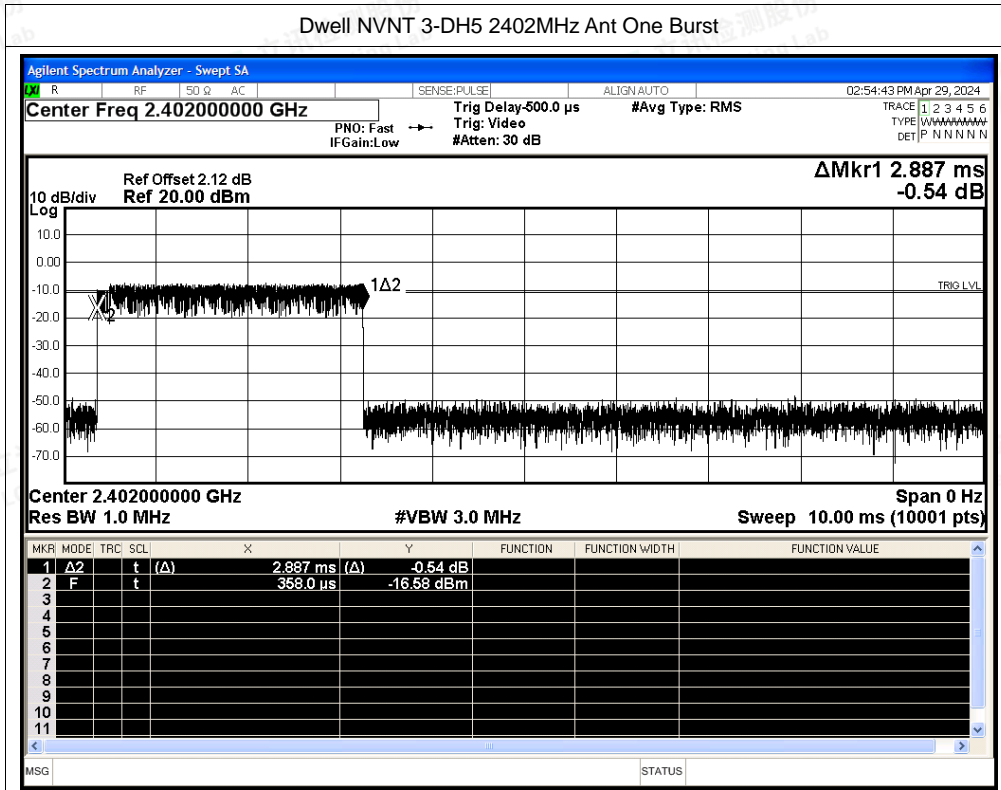 Dwell NVNT 3-DH5 2402MHz Ant One Burst
Agilent Spectrum Analyzer - Swept SA
LXI R RF 50 Ω AC SENSE:PULSE ALIGN AUTO 02:54:43 PM Apr 29, 2024
Center Freq 2.402000000 GHz
Trig Delay-500.0 µs #Avg Type: RMS
TRACE 1 2 3 4 5 6
PNO: Fast Trig: Video
TYPE WWWWWW
IFGain:Low #Atten: 30 dB
DET P N N N N N
ΔMkr1 2.887 ms
-0.54 dB
Ref Offset 2.12 dB
10 dB/div Ref 20.00 dBm
Log
10.0
0.00
-10.0
-20.0
-30.0
-40.0
-50.0
-60.0
-70.0
1Δ2
TRIG LVL
2
Center 2.402000000 GHz Span 0 Hz
Res BW 1.0 MHz #VBW 3.0 MHz Sweep 10.00 ms (10001 pts)
MKR MODE TRC SCL X Y FUNCTION FUNCTION WIDTH FUNCTION VALUE
1 Δ2 t (Δ) 2.887 ms (Δ) -0.54 dB
2 F t 358.0 µs -16.58 dBm
3
4
5
6
7
8
9
10
11
MSG STATUS